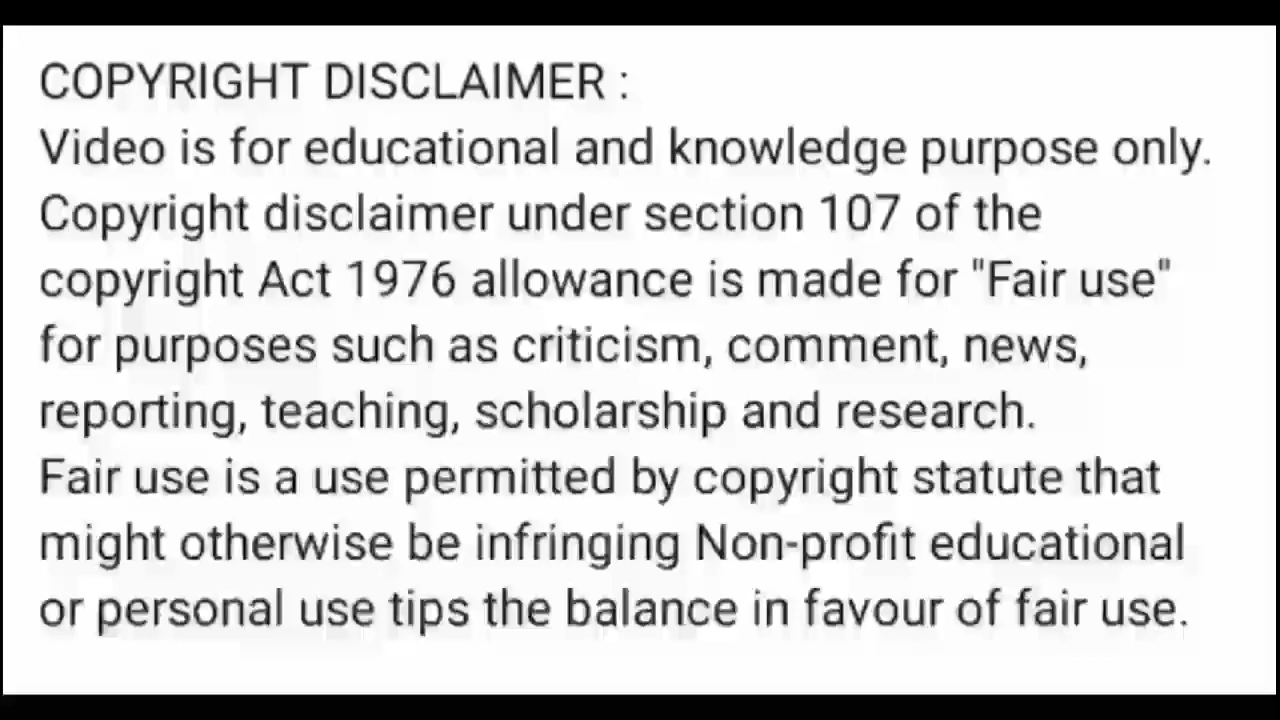 COPYRIGHT DISCLAIMER :
Video is for educational and knowledge purpose only.
Copyright disclaimer under section 107 of the
copyright Act 1976 allowance is made for "Fair use"
for purposes such as criticism, comment, news,
reporting, teaching, scholarship and research.
Fair use is a use permitted by copyright statute that
might otherwise be infringing Non-profit educational
or personal use tips the balance in favour of fair use.